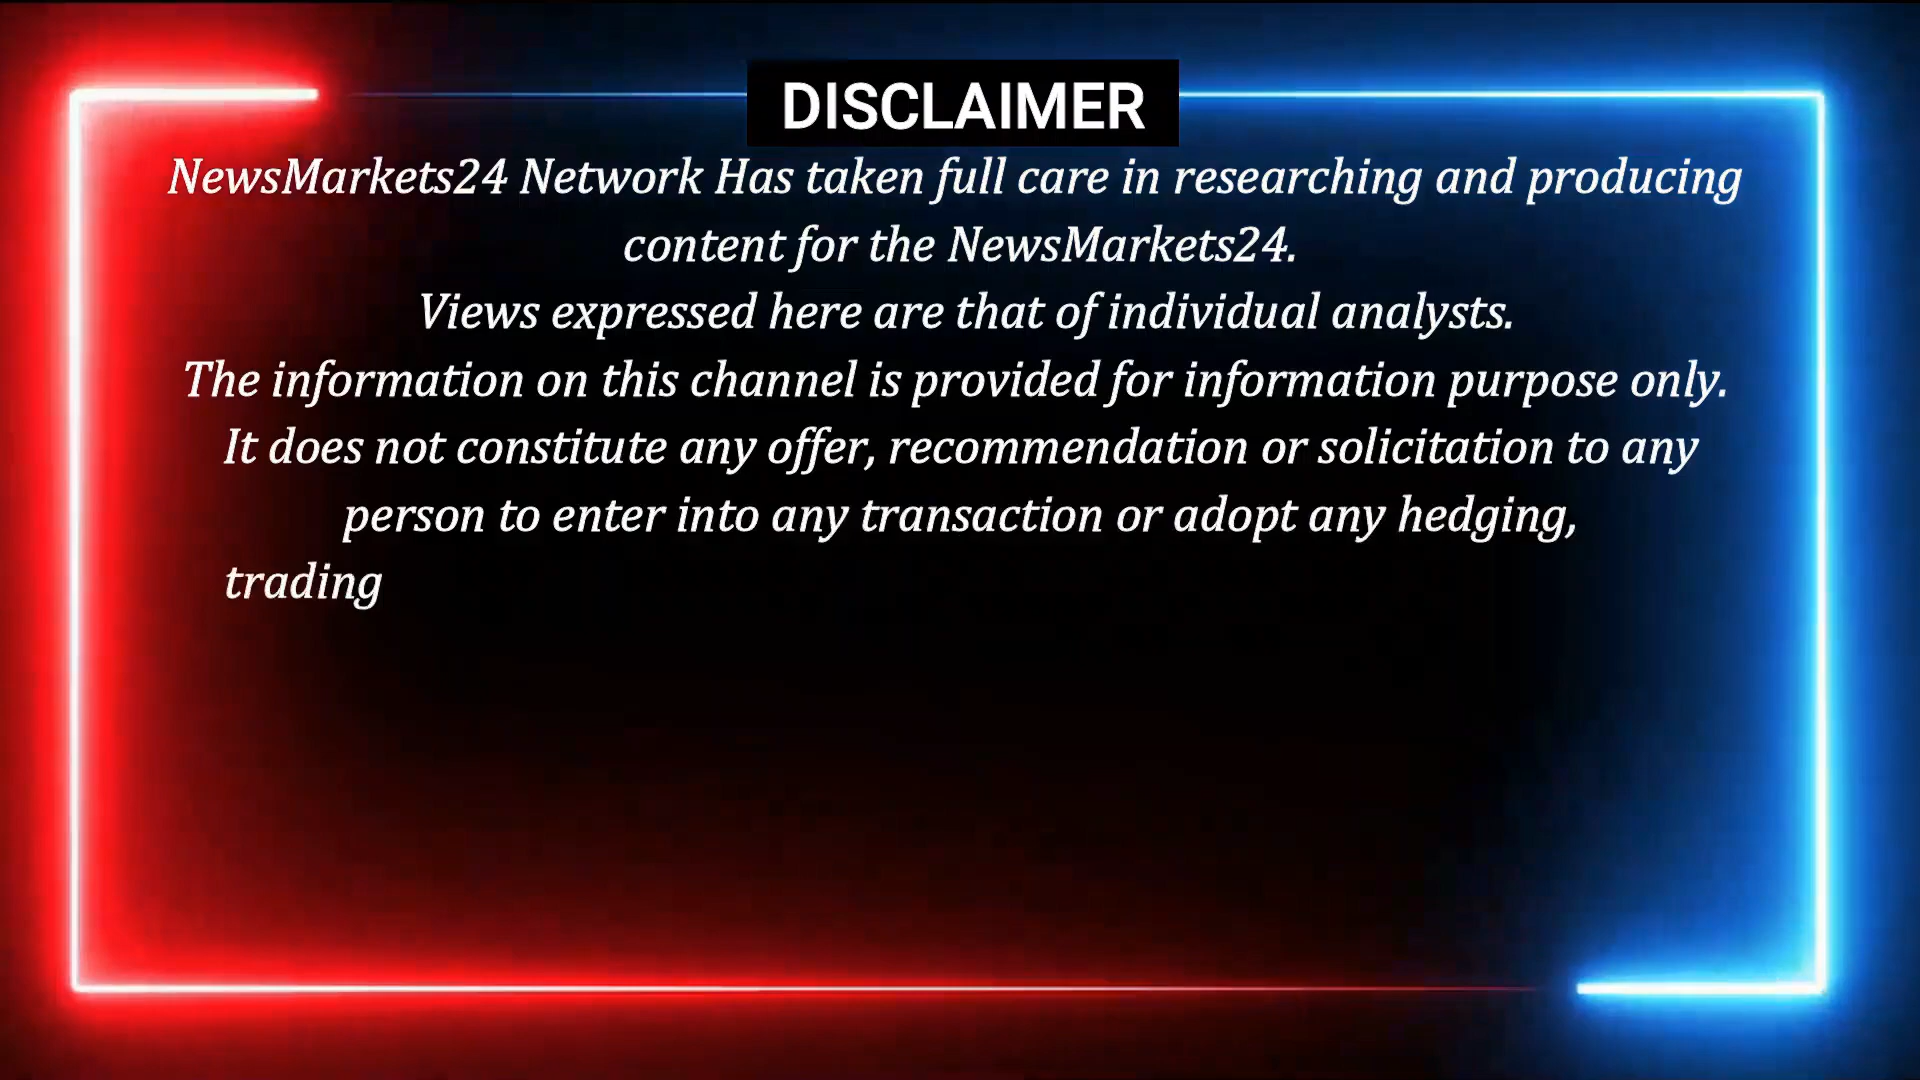 DISCLAIMER
NewsMarkets24 Network Has taken full care in researching and producing
content for the NewsMarkets24.
Views expressed here are that of individual analysts.
The information on this channel is provided for information purpose only.
It does not constitute any offer, recommendation or solicitation to any
person to enter into any transaction or adopt any hedging,
trading